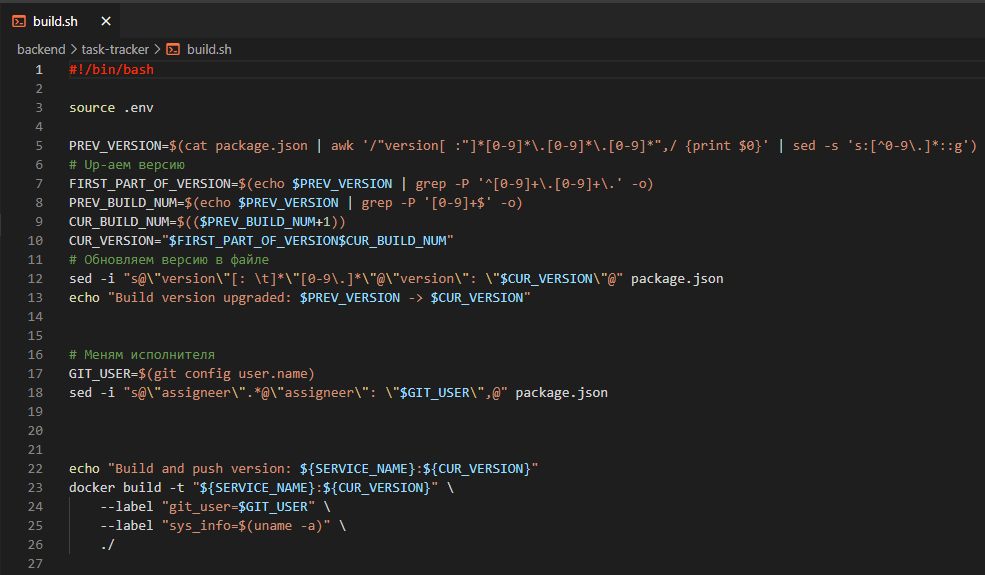 build.sh
backend > task-tracker > build.sh
1 #!/bin/bash
2
3 source .env
4
5 PREV_VERSION=$(cat package.json | awk '/"version[ :"]*[0-9]*\.[0-9]*\.[0-9]*",/ {print $0}' | sed -s 's:[^0-9\.]*::g')
6 # Up-аем версию
7 FIRST_PART_OF_VERSION=$(echo $PREV_VERSION | grep -P '^[0-9]+\.[0-9]+\.' -o)
8 PREV_BUILD_NUM=$(echo $PREV_VERSION | grep -P '[0-9]+$' -o)
9 CUR_BUILD_NUM=$(($PREV_BUILD_NUM+1))
10 CUR_VERSION="$FIRST_PART_OF_VERSION$CUR_BUILD_NUM"
11 # Обновляем версию в файле
12 sed -i "s@\"version\"[: \t]*\"[0-9\.]*\"@\"version\": \"$CUR_VERSION\"@" package.json
13 echo "Build version upgraded: $PREV_VERSION -> $CUR_VERSION"
14
15
16 # Меням исполнителя
17 GIT_USER=$(git config user.name)
18 sed -i "s@\"assigneer\".*@\"assigneer\": \"$GIT_USER\",@" package.json
19
20
21
22 echo "Build and push version: ${SERVICE_NAME}:${CUR_VERSION}"
23 docker build -t "${SERVICE_NAME}:${CUR_VERSION}" \
24     --label "git_user=$GIT_USER" \
25     --label "sys_info=$(uname -a)" \
26     ./
27